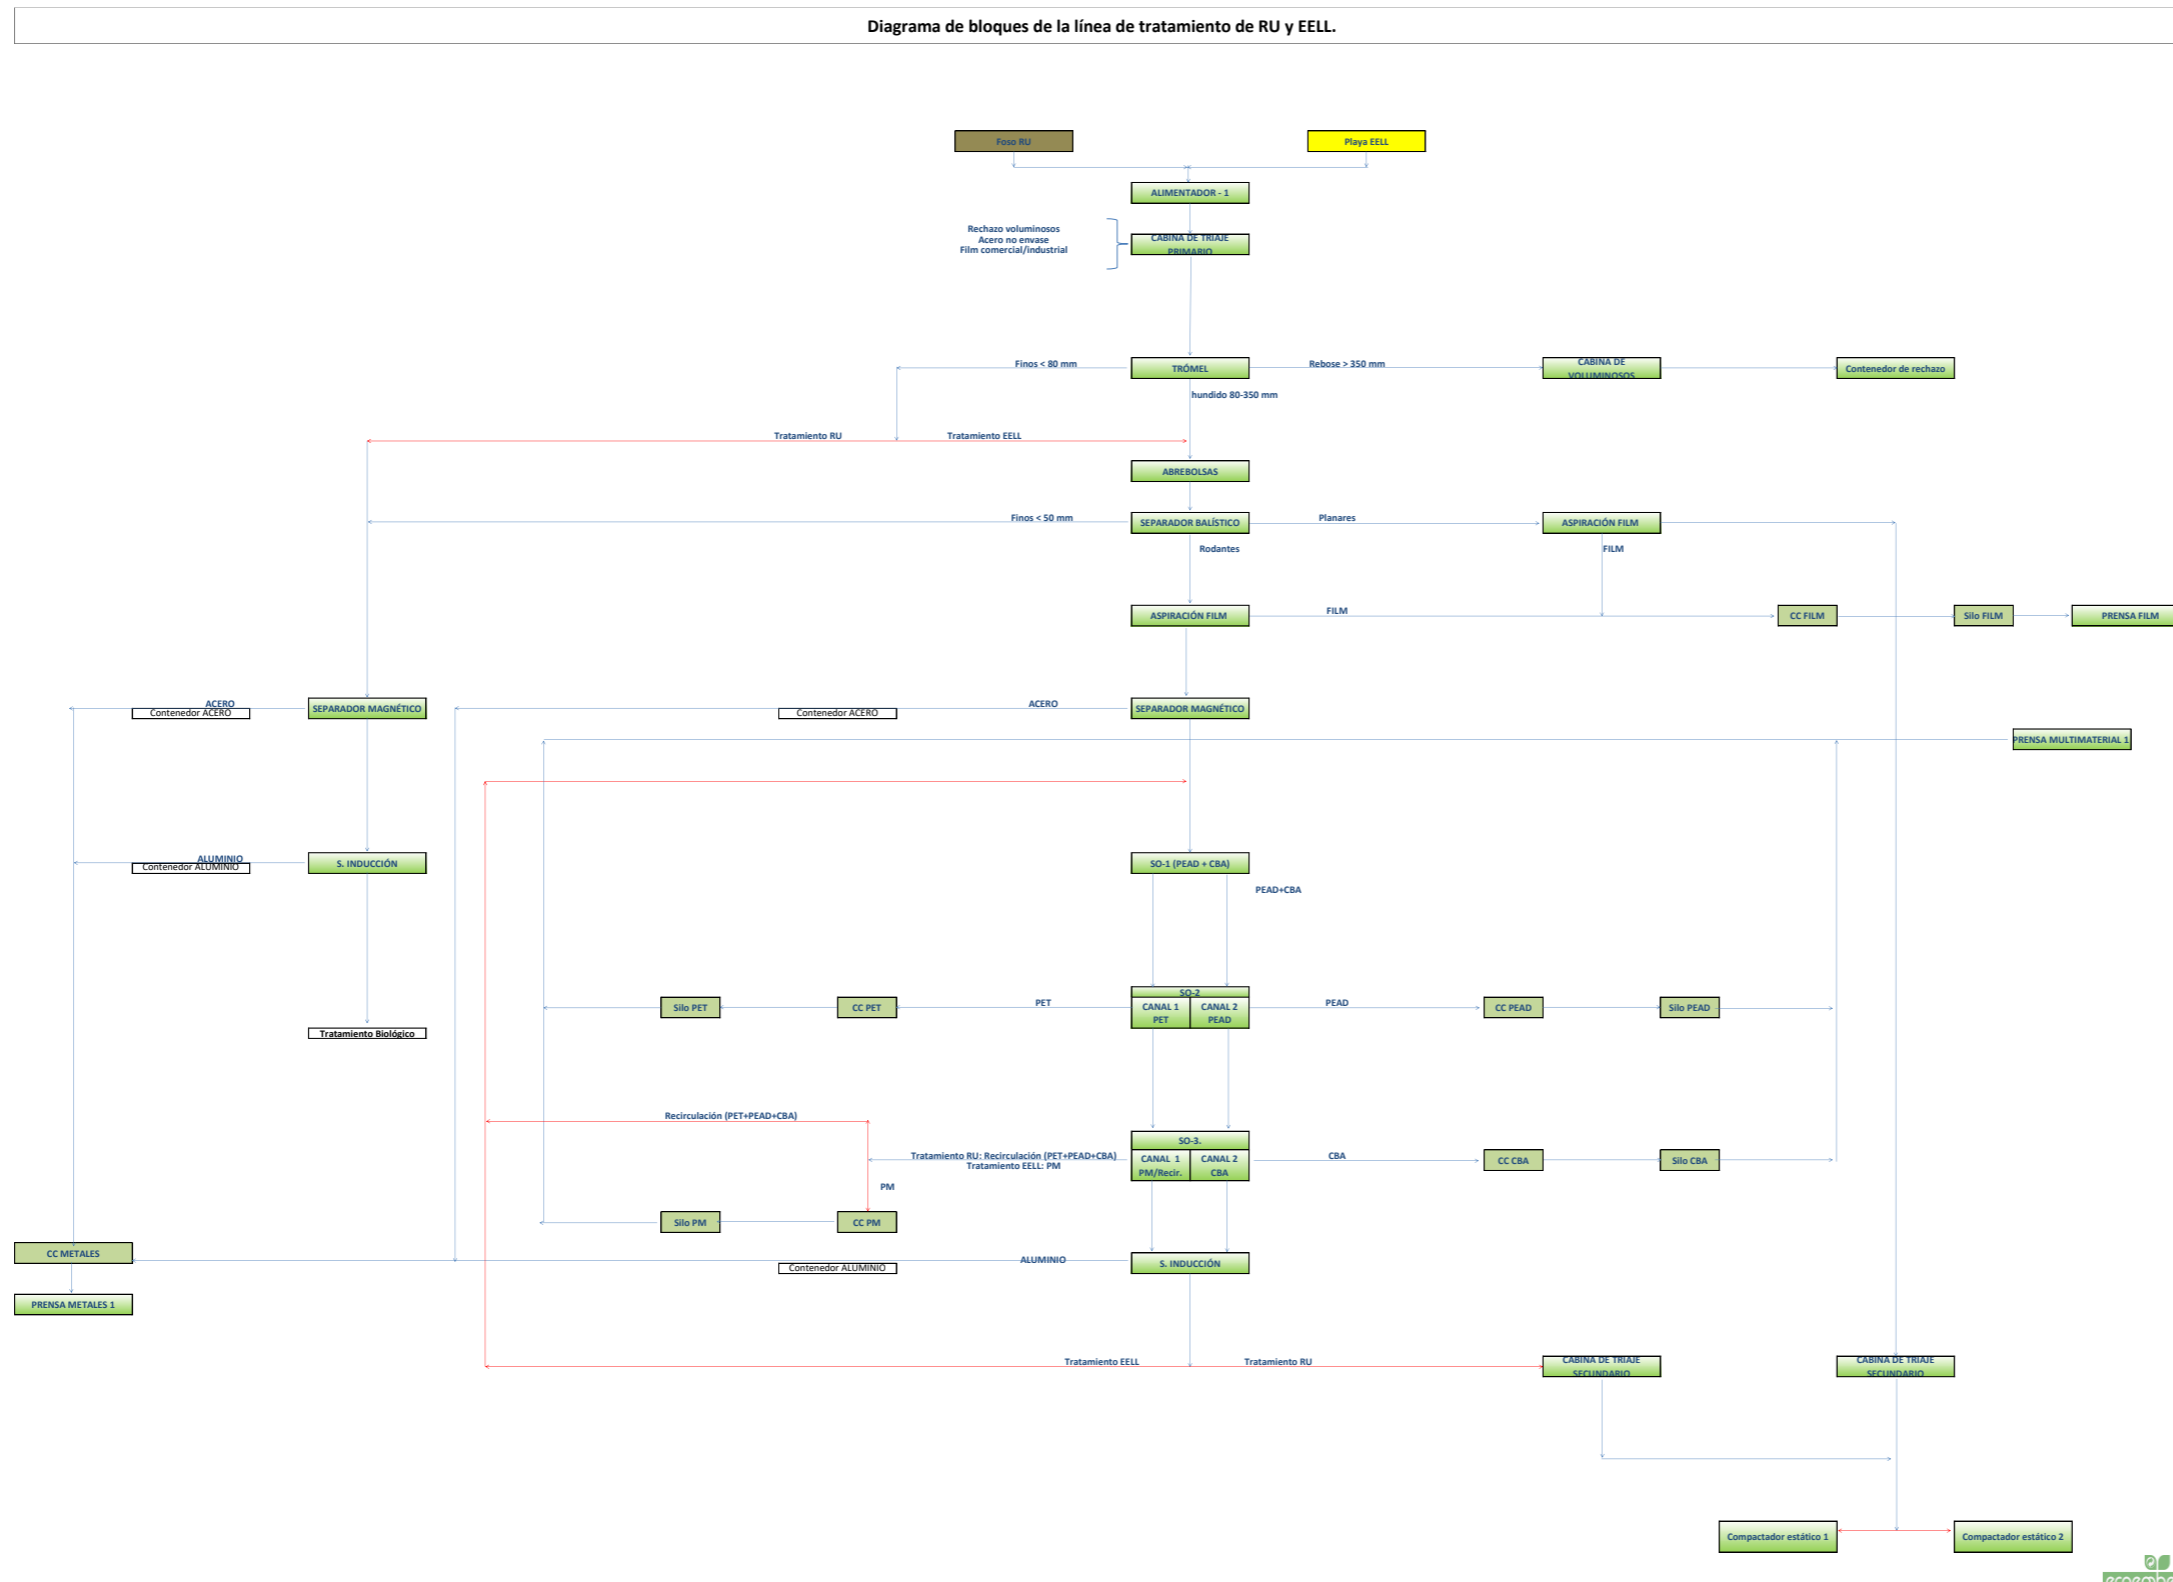 Diagrama de bloques de la línea de tratamiento de RU y EELL.
Foso RU
Playa EELL
ALIMENTADOR - 1
Rechazo voluminosos
Acero no envase
Film comercial/industrial
CABINA DE TRIAJE
PRIMARIO
Finos < 80 mm
TRÓMEL
Rebose > 350 mm
CABINA DE
VOLUMINOSOS
Contenedor de rechazo
hundido 80-350 mm
Tratamiento RU
Tratamiento EELL
ABREBOLSAS
Finos < 50 mm
SEPARADOR BALÍSTICO
Planares
ASPIRACIÓN FILM
Rodantes
FILM
ASPIRACIÓN FILM
FILM
CC FILM
Silo FILM
PRENSA FILM
ACERO
Contenedor ACERO
SEPARADOR MAGNÉTICO
ACERO
Contenedor ACERO
SEPARADOR MAGNÉTICO
PRENSA MULTIMATERIAL 1
ALUMINIO
Contenedor ALUMINIO
S. INDUCCIÓN
SO-1 (PEAD + CBA)
PEAD+CBA
SO-2
Silo PET
CC PET
PET
CANAL 1
PET
CANAL 2
PEAD
PEAD
CC PEAD
Silo PEAD
Tratamiento Biológico
Recirculación (PET+PEAD+CBA)
SO-3.
Tratamiento RU: Recirculación (PET+PEAD+CBA)
Tratamiento EELL: PM
CANAL 1
PM/Recir.
CANAL 2
CBA
CBA
CC CBA
Silo CBA
PM
Silo PM
CC PM
CC METALES
ALUMINIO
Contenedor ALUMINIO
S. INDUCCIÓN
PRENSA METALES 1
Tratamiento EELL
Tratamiento RU
CABINA DE TRIAJE
SECUNDARIO
CABINA DE TRIAJE
SECUNDARIO
Compactador estático 1
Compactador estático 2